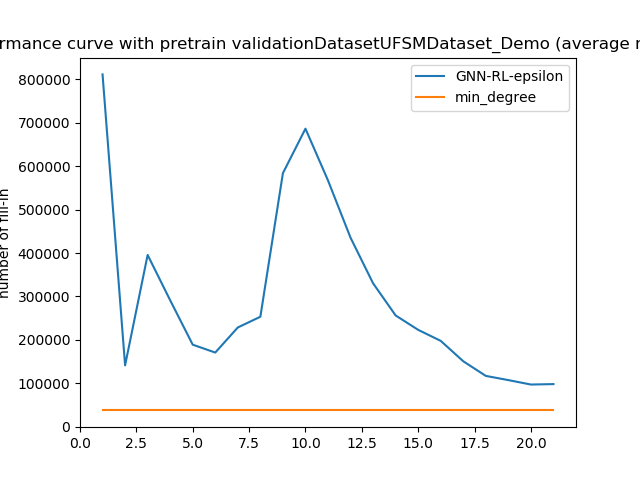 rmance curve with pretrain validationDatasetUFSMDataset_Demo (average
GNN-RL-epsilon
min_degree
number of fill-in
800000
700000
600000
500000
400000
300000
200000
100000
0
0.0 2.5 5.0 7.5 10.0 12.5 15.0 17.5 20.0